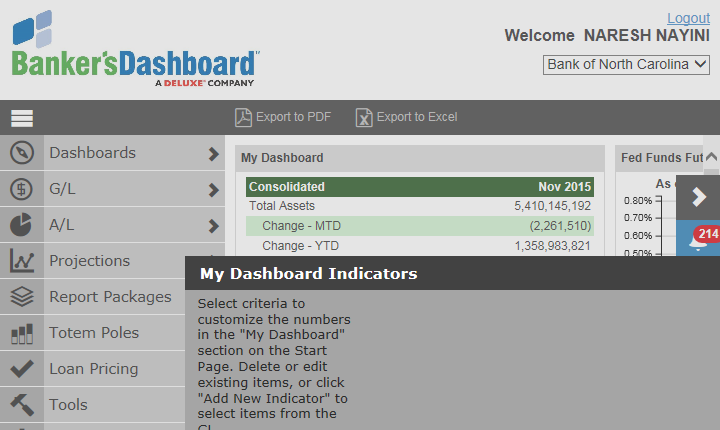 Logout
Welcome NARESH NAYINI
Banker'sDashboard
A DELUXE COMPANY
Bank of North Carolina
Export to PDF
Export to Excel
Dashboards
G/L
A/L
Projections
Report Packages
Totem Poles
Loan Pricing
Tools
My Dashboard
Consolidated Nov 2015
Total Assets 5,410,145,192
Change - MTD (2,261,510)
Change - YTD 1,358,983,821
Fed Funds Fut
As
0.80%
0.70%
0.60%
0.50%
214
My Dashboard Indicators
Select criteria to
customize the numbers
in the "My Dashboard"
section on the Start
Page. Delete or edit
existing items, or click
"Add New Indicator" to
select items from the